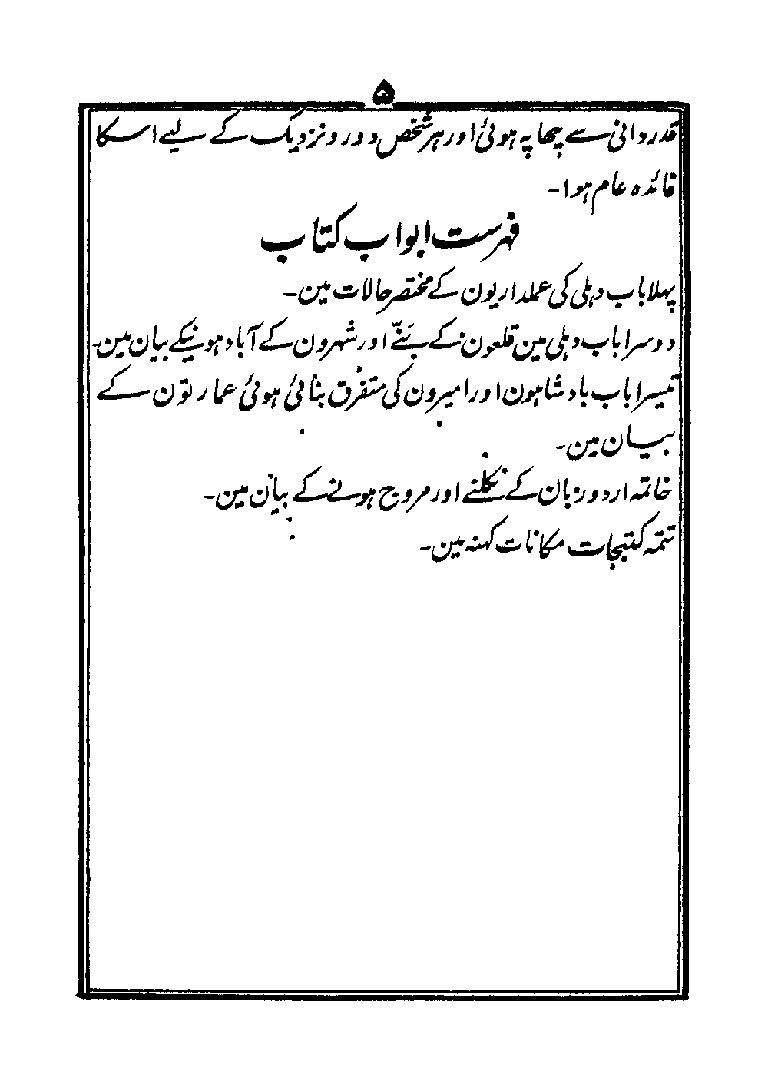 ۵
قدردانی سے چھاپہ ہوئی اور ہر شخص دور و نزدیک کے لیے اسکا
فائدہ عام ہوا۔
فہرست ابواب کتاب
پہلا باب دہلی کی عملداریون کے مختصر حالات مین۔
دوسرا باب دہلی مین قلعون کے بننے اور شہرون کے آباد ہونیکے بیان مین۔
تیسرا باب بادشاہون اور امیرون کی متفرق بنائی ہوئی عمارتون کے
بیان مین۔
خاتمہ اردو زبان کے نکلنے اور مروج ہونے کے بیان مین۔
تتمہ کتبجات مکانات کہنہ مین۔